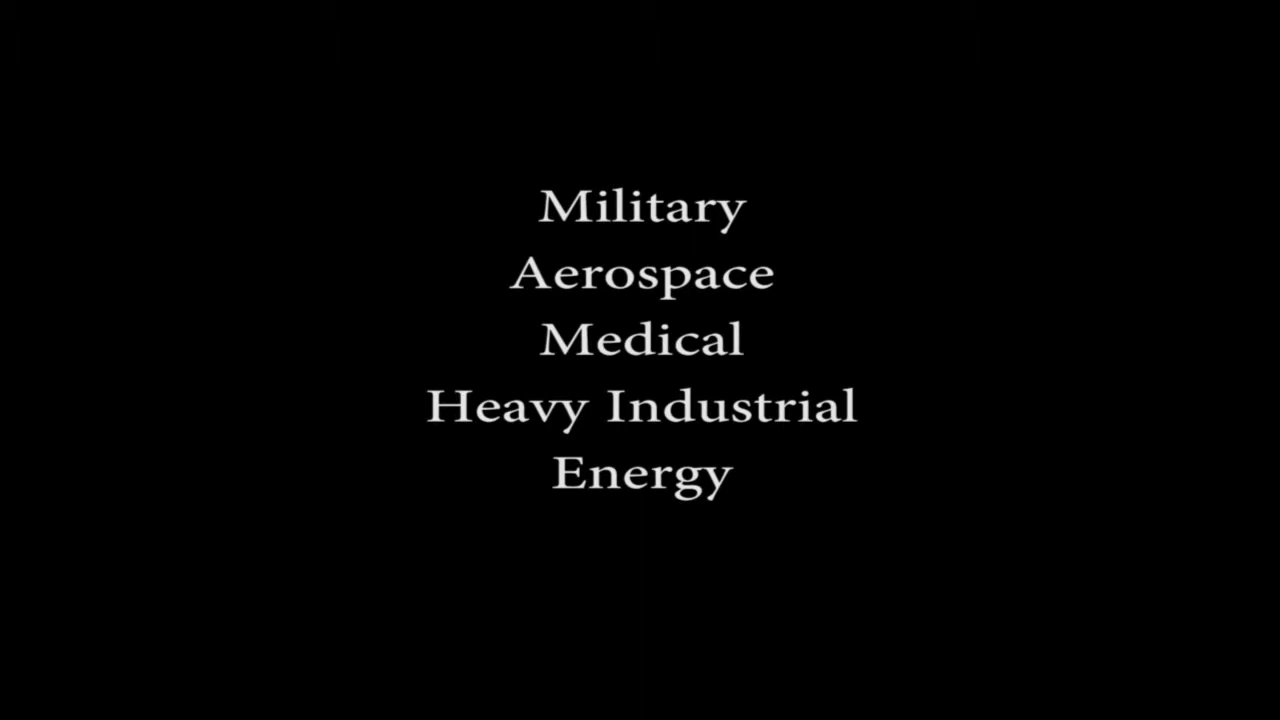 Military
Aerospace
Medical
Heavy Industrial
Energy